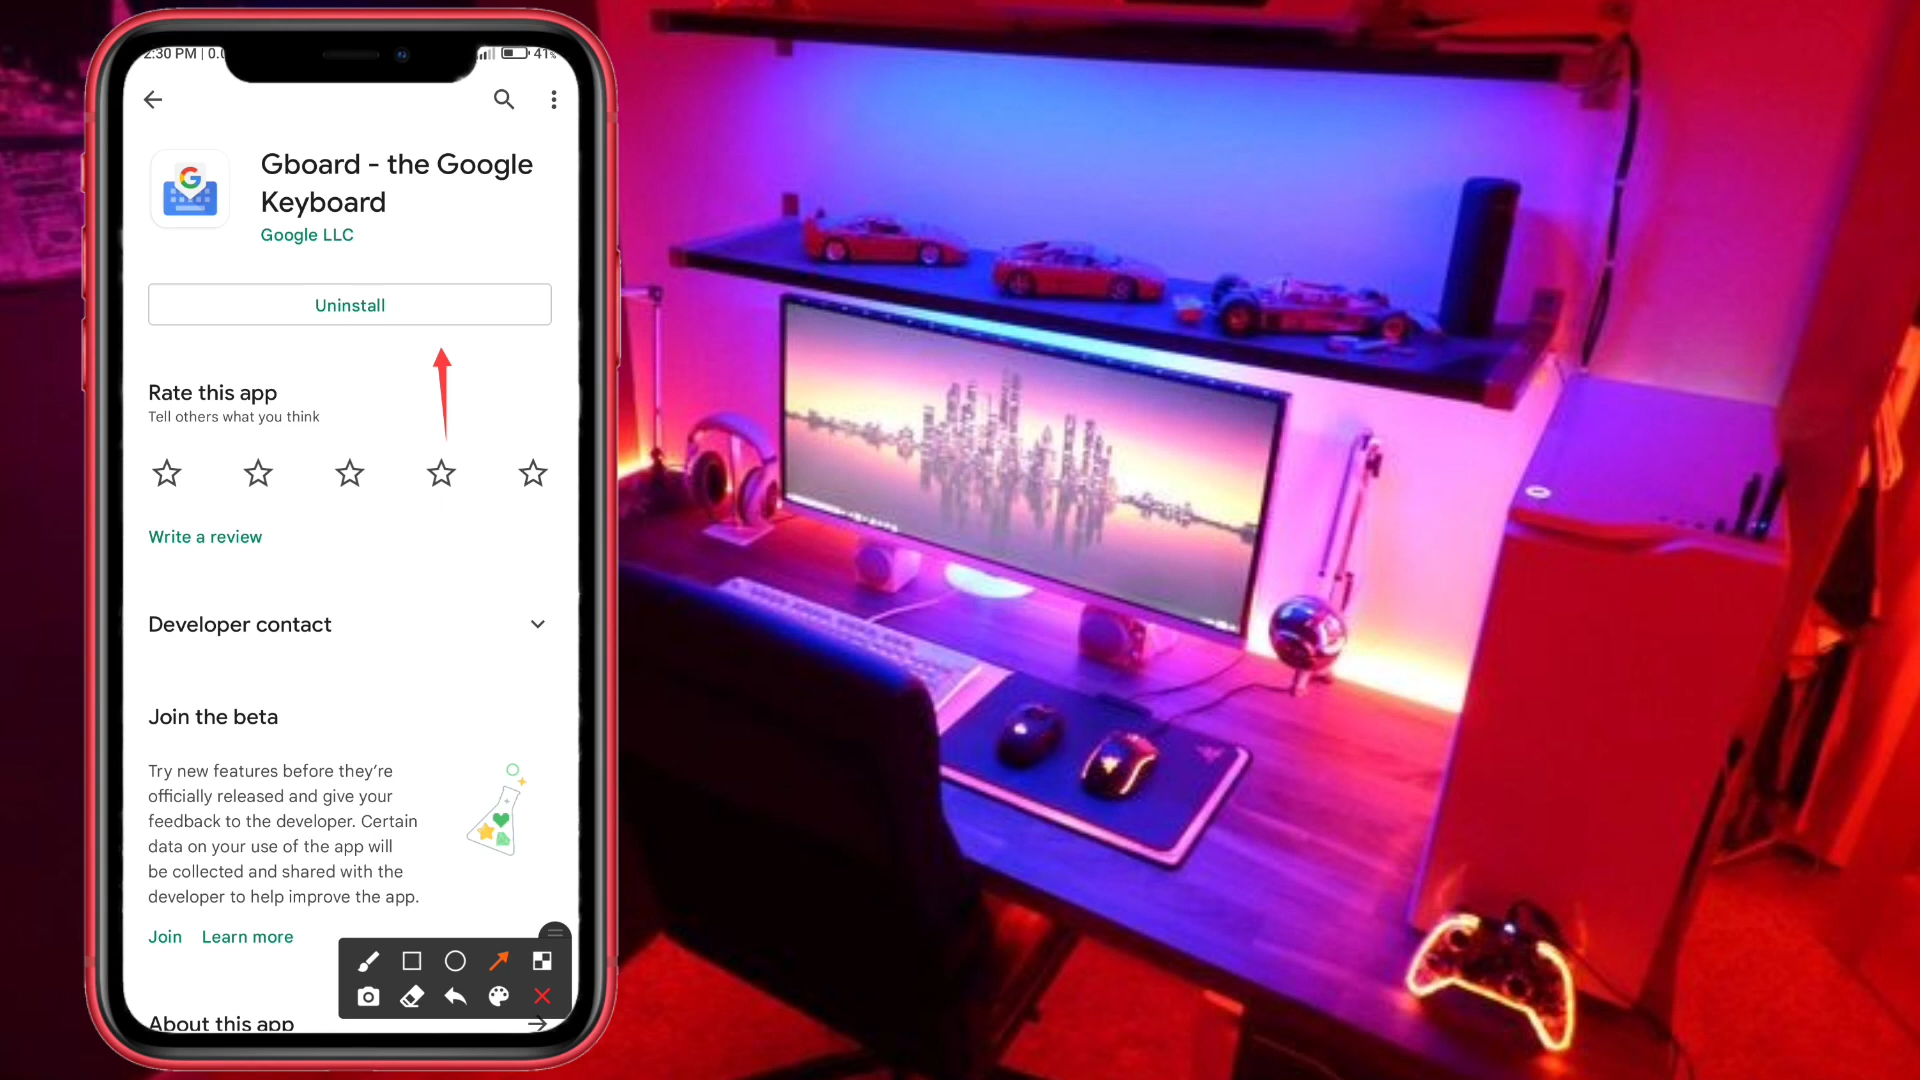 2:30 PM | 0.0
41%
Gboard - the Google
Keyboard
Google LLC
Uninstall
Rate this app
Tell others what you think
Write a review
Developer contact
Join the beta
Try new features before they’re
officially released and give your
feedback to the developer. Certain
data on your use of the app will
be collected and shared with the
developer to help improve the app.
Join Learn more
About this app